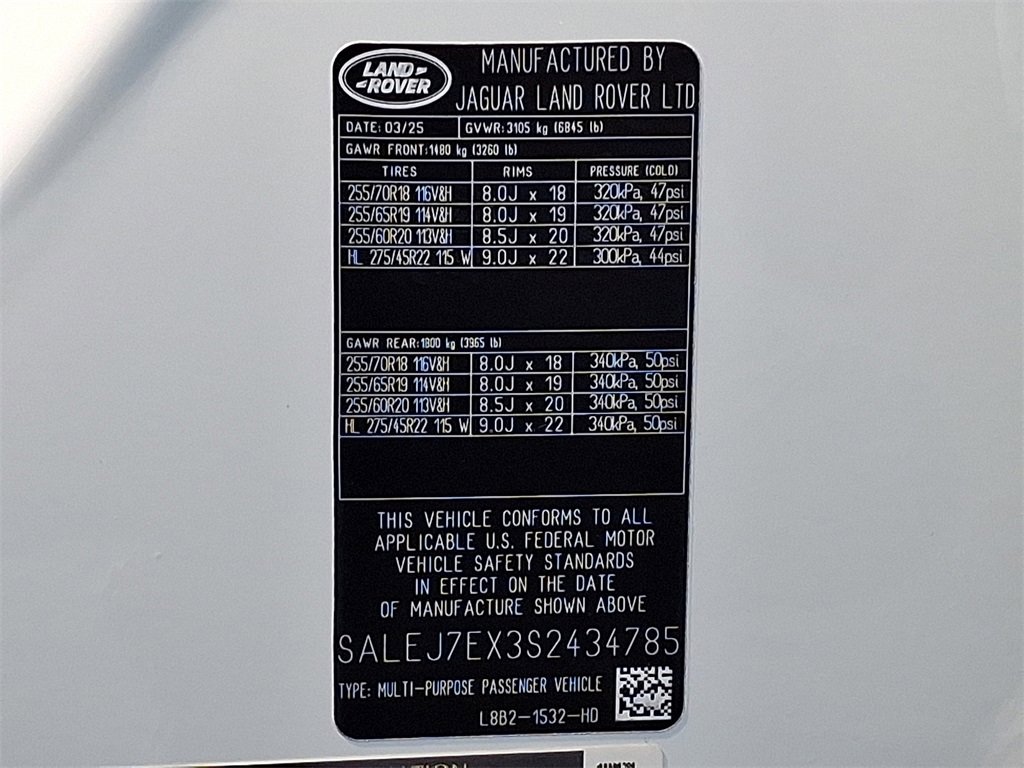 LAND
ROVER
MANUFACTURED BY
JAGUAR LAND ROVER LTD
DATE: 03/25 GVWR: 3105 kg (6845 lb)
GAWR FRONT: 1480 kg (3260 lb)
TIRES RIMS PRESSURE (COLD)
255/70R18 116V&H 8.0J x 18 320kPa, 47psi
255/65R19 114V&H 8.0J x 19 320kPa, 47psi
255/60R20 113V&H 8.5J x 20 320kPa, 47psi
HL 275/45R22 115 W 9.0J x 22 300kPa, 44psi
GAWR REAR: 1800 kg (3965 lb)
255/70R18 116V&H 8.0J x 18 340kPa, 50psi
255/65R19 114V&H 8.0J x 19 340kPa, 50psi
255/60R20 113V&H 8.5J x 20 340kPa, 50psi
HL 275/45R22 115 W 9.0J x 22 340kPa, 50psi
THIS VEHICLE CONFORMS TO ALL
APPLICABLE U.S. FEDERAL MOTOR
VEHICLE SAFETY STANDARDS
IN EFFECT ON THE DATE
OF MANUFACTURE SHOWN ABOVE
SALEJ7EX3S2434785
TYPE: MULTI-PURPOSE PASSENGER VEHICLE
L8B2-1532-HD